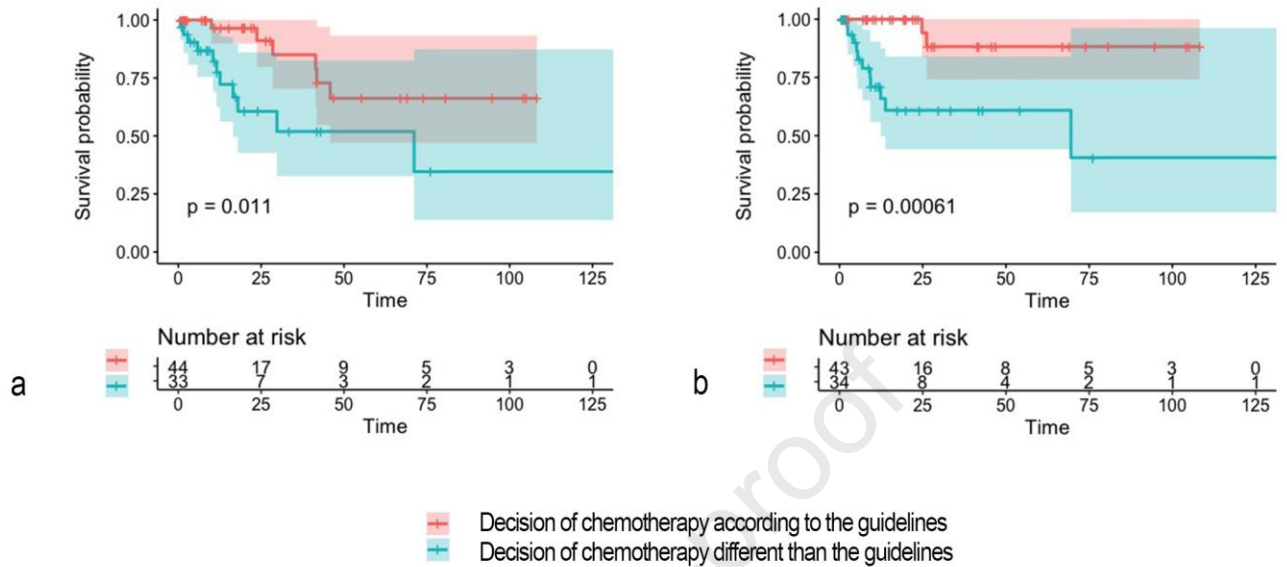 1.00
0.75
0.50
0.25
0.00
Survival probability
p = 0.011
0 25 50 75 100 125
Time
Number at risk
44 17 9 5 3 0
33 7 3 2 1 1
0 25 50 75 100 125
Time
a
1.00
0.75
0.50
0.25
0.00
Survival probability
p = 0.00061
0 25 50 75 100 125
Time
Number at risk
43 16 8 5 3 0
34 8 4 2 1 1
0 25 50 75 100 125
Time
b
proof
Decision of chemotherapy according to the guidelines
Decision of chemotherapy different than the guidelines